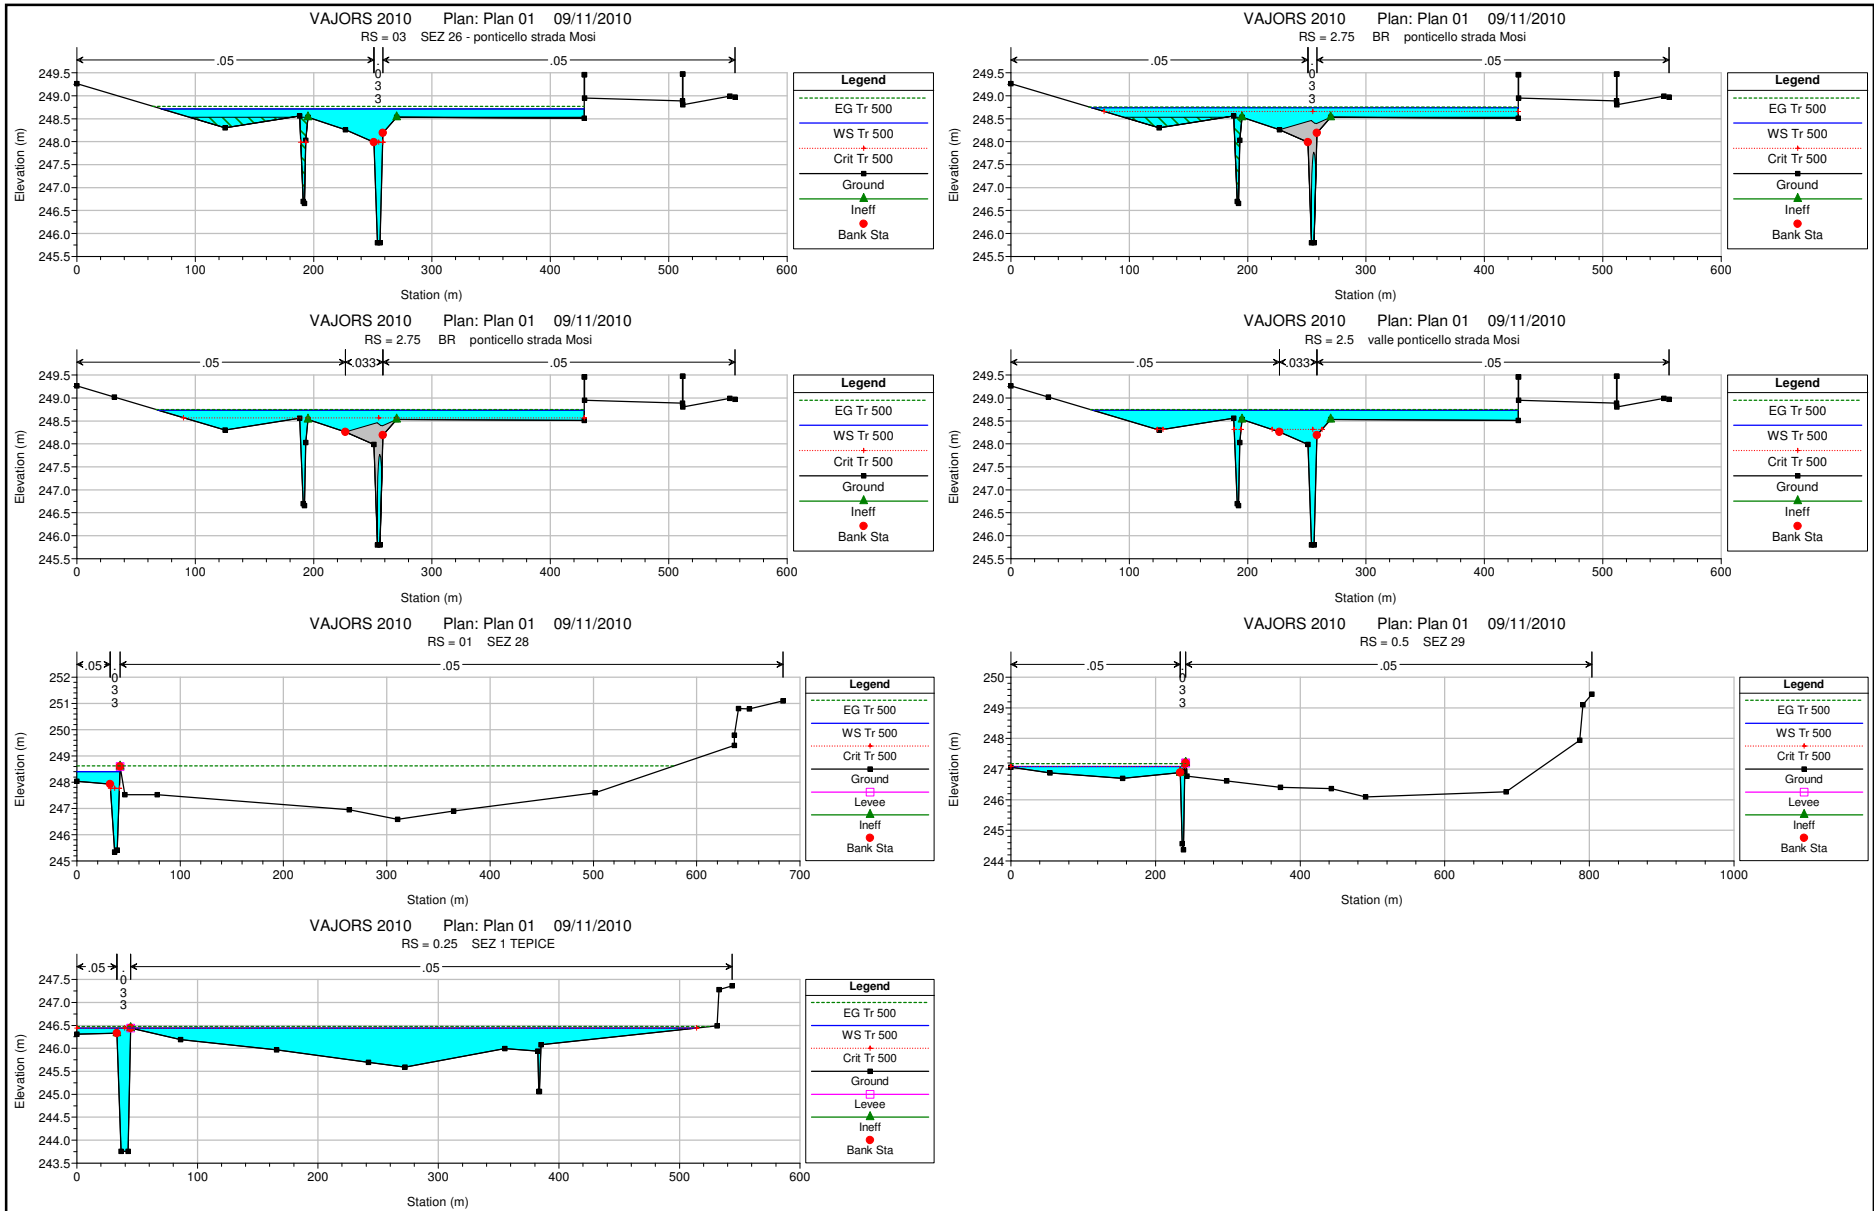 VAJORS 2010 Plan: Plan 01 09/11/2010
RS = 03 SEZ 26 - ponticello strada Mosi
.05 .033 .05
249.5
249.0
248.5
248.0
247.5
247.0
246.5
246.0
245.5
Elevation (m)
0 100 200 300 400 500 600
Station (m)
Legend
EG Tr 500
WS Tr 500
Crit Tr 500
Ground
Ineff
Bank Sta
VAJORS 2010 Plan: Plan 01 09/11/2010
RS = 2.75 BR ponticello strada Mosi
.05 .033 .05
249.5
249.0
248.5
248.0
247.5
247.0
246.5
246.0
245.5
Elevation (m)
0 100 200 300 400 500 600
Station (m)
Legend
EG Tr 500
WS Tr 500
Crit Tr 500
Ground
Ineff
Bank Sta
VAJORS 2010 Plan: Plan 01 09/11/2010
RS = 2.75 BR ponticello strada Mosi
.05 .033 .05
249.5
249.0
248.5
248.0
247.5
247.0
246.5
246.0
245.5
Elevation (m)
0 100 200 300 400 500 600
Station (m)
Legend
EG Tr 500
WS Tr 500
Crit Tr 500
Ground
Ineff
Bank Sta
VAJORS 2010 Plan: Plan 01 09/11/2010
RS = 2.5 valle ponticello strada Mosi
.05 .033 .05
249.5
249.0
248.5
248.0
247.5
247.0
246.5
246.0
245.5
Elevation (m)
0 100 200 300 400 500 600
Station (m)
Legend
EG Tr 500
WS Tr 500
Crit Tr 500
Ground
Ineff
Bank Sta
VAJORS 2010 Plan: Plan 01 09/11/2010
RS = 01 SEZ 28
.05 .033 .05
252
251
250
249
248
247
246
245
Elevation (m)
0 100 200 300 400 500 600 700
Station (m)
Legend
EG Tr 500
WS Tr 500
Crit Tr 500
Ground
Levee
Ineff
Bank Sta
VAJORS 2010 Plan: Plan 01 09/11/2010
RS = 0.5 SEZ 29
.05 .033 .05
250
249
248
247
246
245
244
Elevation (m)
0 200 400 600 800 1000
Station (m)
Legend
EG Tr 500
WS Tr 500
Crit Tr 500
Ground
Levee
Ineff
Bank Sta
VAJORS 2010 Plan: Plan 01 09/11/2010
RS = 0.25 SEZ 1 TEPICE
.05 .033 .05
247.5
247.0
246.5
246.0
245.5
245.0
244.5
244.0
243.5
Elevation (m)
0 100 200 300 400 500 600
Station (m)
Legend
EG Tr 500
WS Tr 500
Crit Tr 500
Ground
Levee
Ineff
Bank Sta